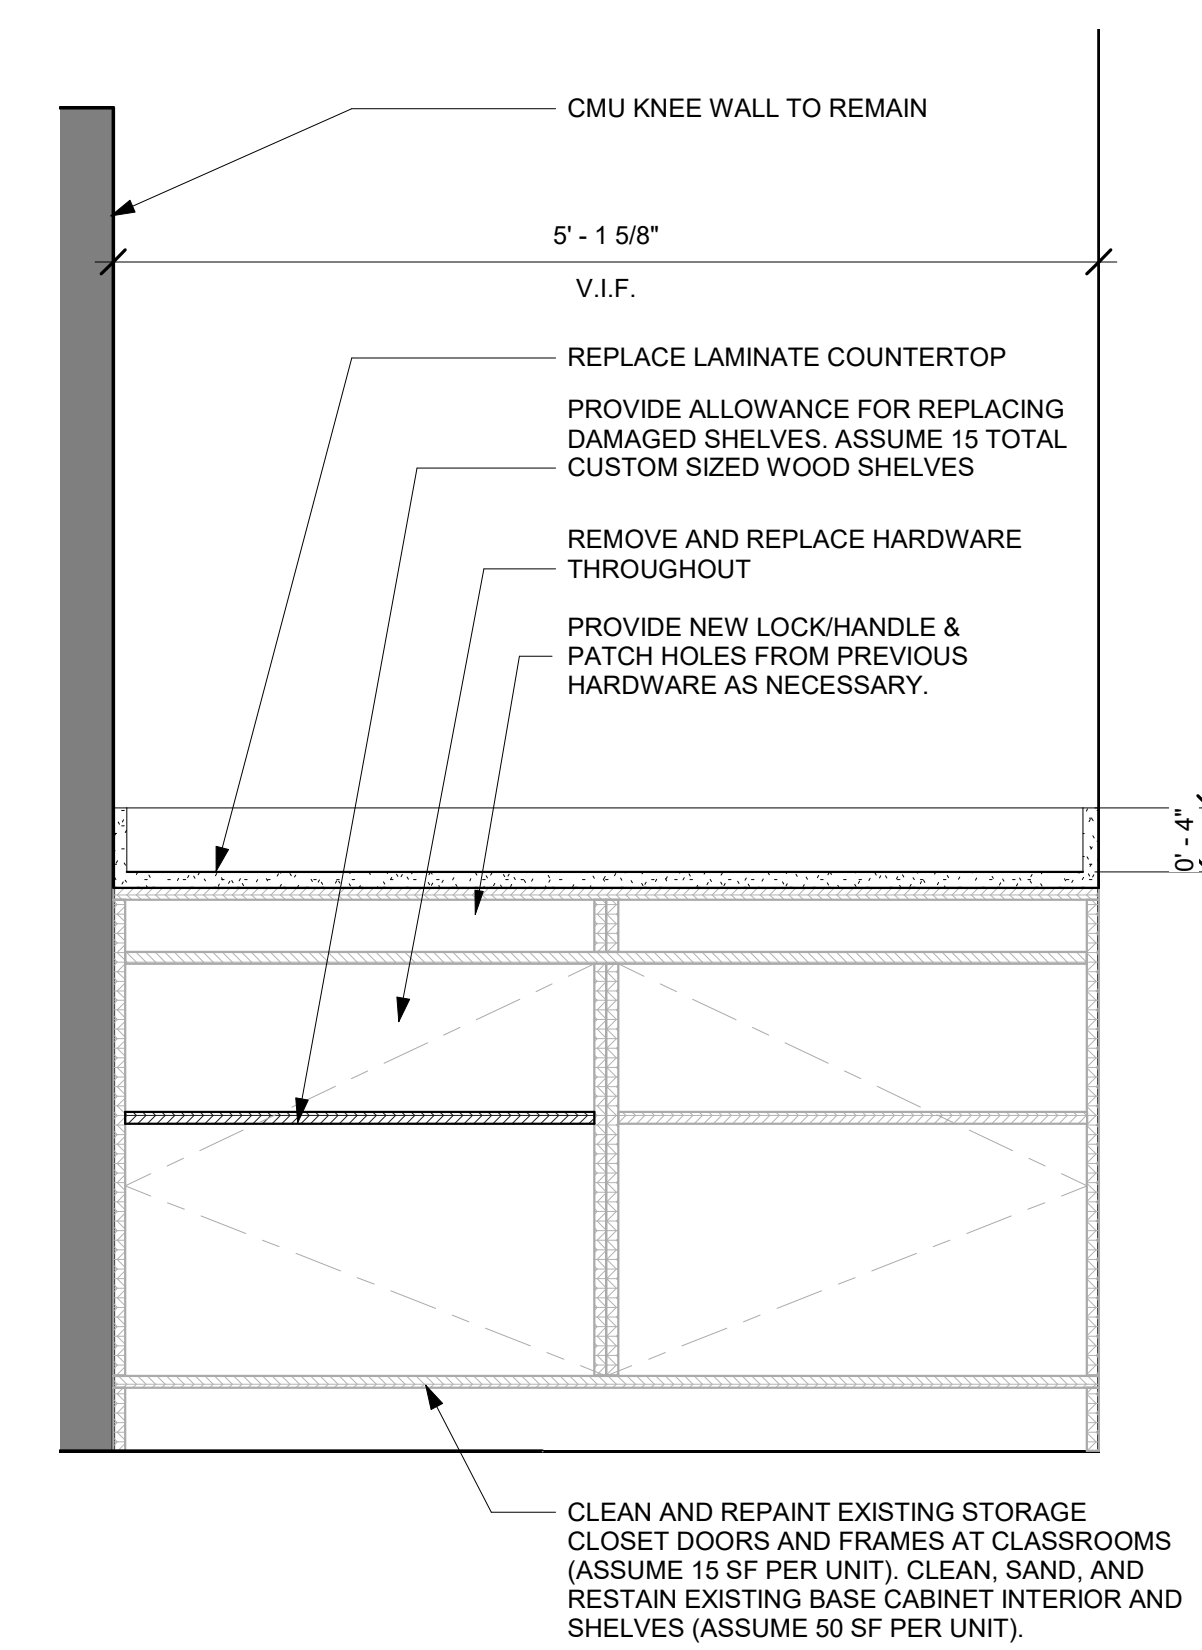 CMU KNEE WALL TO REMAIN
5' - 1 5/8"
V.I.F.
REPLACE LAMINATE COUNTERTOP
PROVIDE ALLOWANCE FOR REPLACING
DAMAGED SHELVES. ASSUME 15 TOTAL
CUSTOM SIZED WOOD SHELVES
REMOVE AND REPLACE HARDWARE
THROUGHOUT
PROVIDE NEW LOCK/HANDLE &
PATCH HOLES FROM PREVIOUS
HARDWARE AS NECESSARY.
0' - 4"
CLEAN AND REPAINT EXISTING STORAGE
CLOSET DOORS AND FRAMES AT CLASSROOMS
(ASSUME 15 SF PER UNIT). CLEAN, SAND, AND
RESTAIN EXISTING BASE CABINET INTERIOR AND
SHELVES (ASSUME 50 SF PER UNIT).